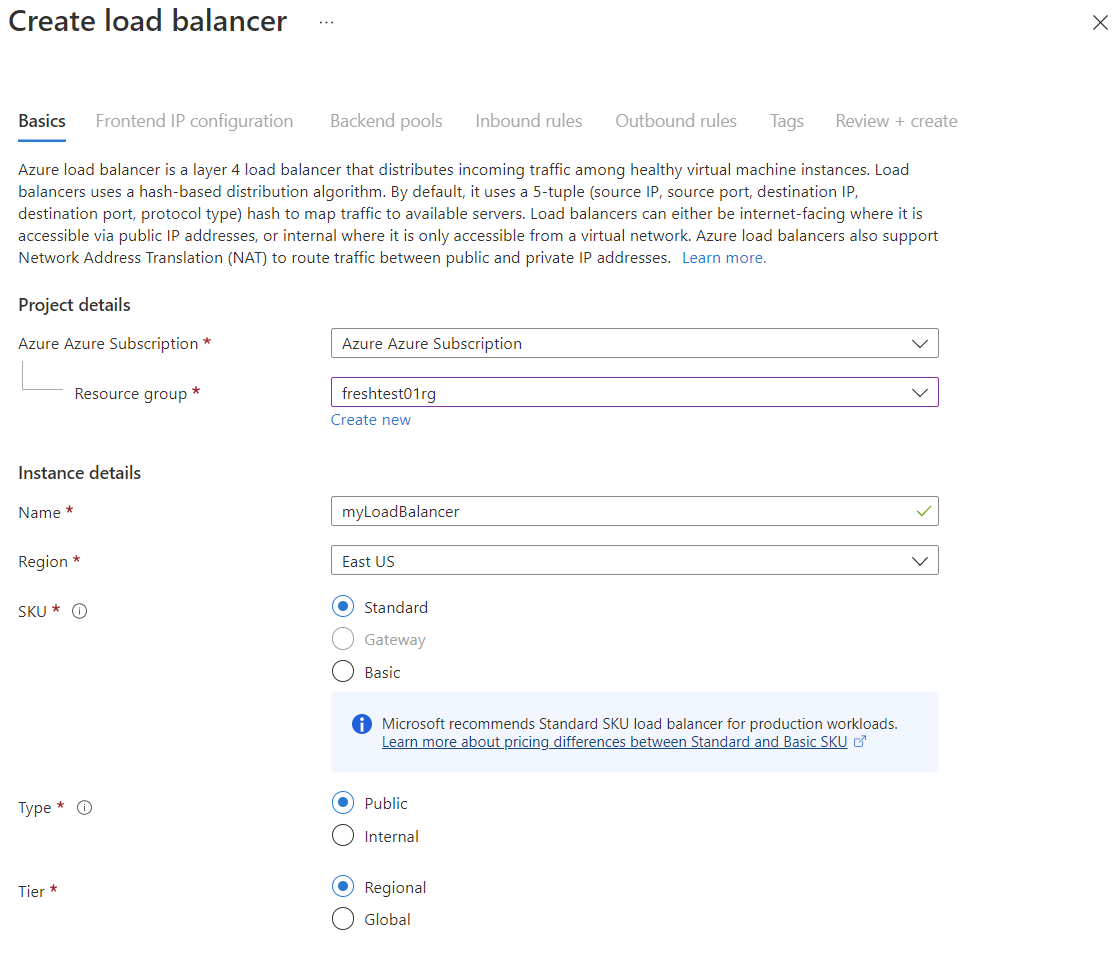 Create load balancer ...
Basics Frontend IP configuration Backend pools Inbound rules Outbound rules Tags Review + create
Azure load balancer is a layer 4 load balancer that distributes incoming traffic among healthy virtual machine instances. Load
balancers uses a hash-based distribution algorithm. By default, it uses a 5-tuple (source IP, source port, destination IP,
destination port, protocol type) hash to map traffic to available servers. Load balancers can either be internet-facing where it is
accessible via public IP addresses, or internal where it is only accessible from a virtual network. Azure load balancers also support
Network Address Translation (NAT) to route traffic between public and private IP addresses. Learn more.
Project details
Azure Azure Subscription * Azure Azure Subscription
Resource group * freshtest01rg
Create new
Instance details
Name * myLoadBalancer
Region * East US
SKU * Standard
Gateway
Basic
Microsoft recommends Standard SKU load balancer for production workloads.
Learn more about pricing differences between Standard and Basic SKU
Type * Public
Internal
Tier * Regional
Global